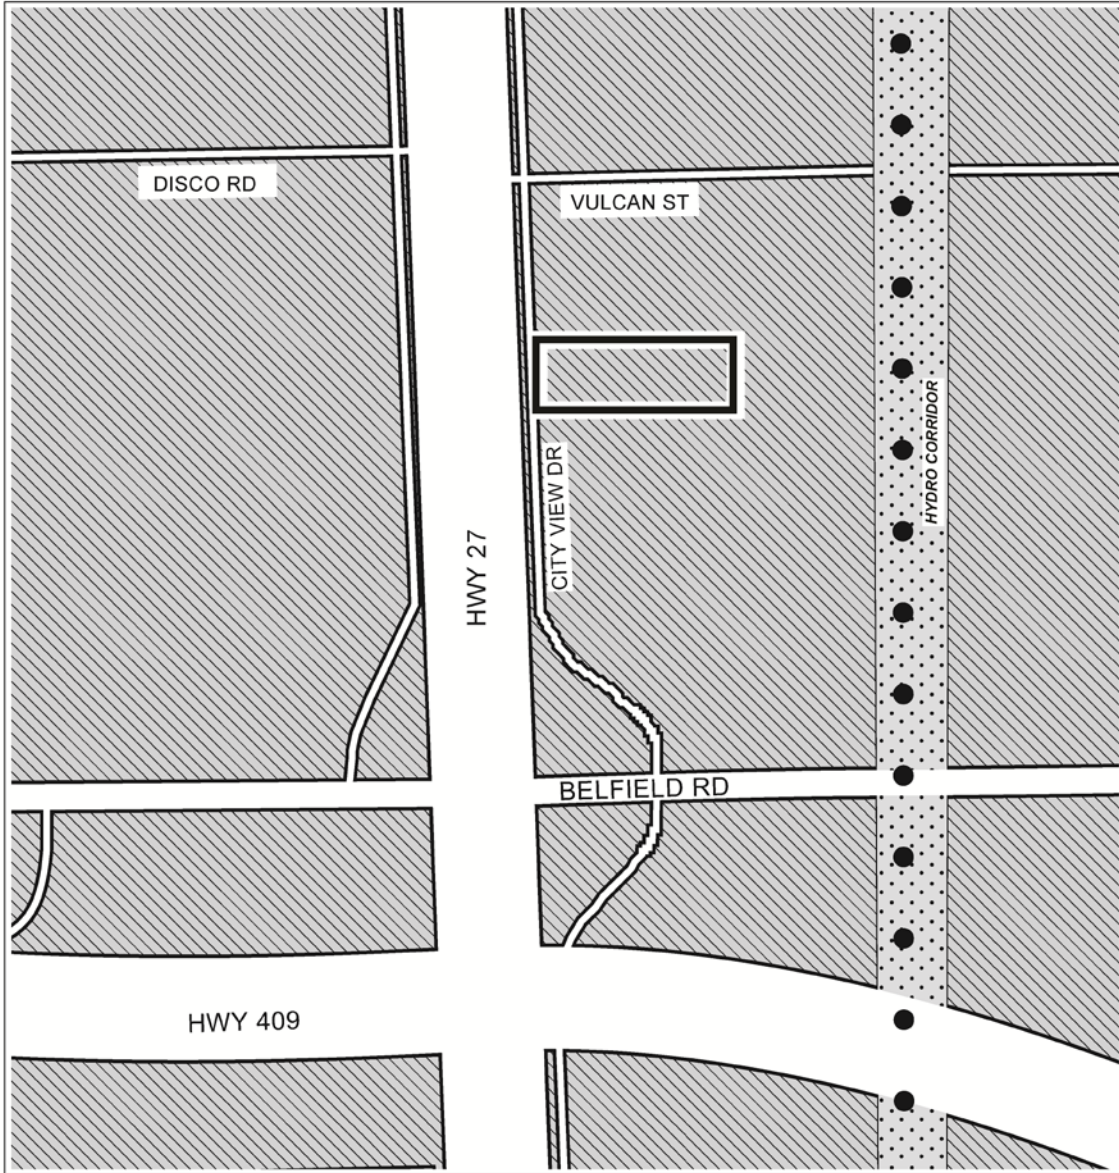 DISCO RD
VULCAN ST
HYDRO CORRIDOR
CITY VIEW DR
HWY 27
BELFIELD RD
HWY 409